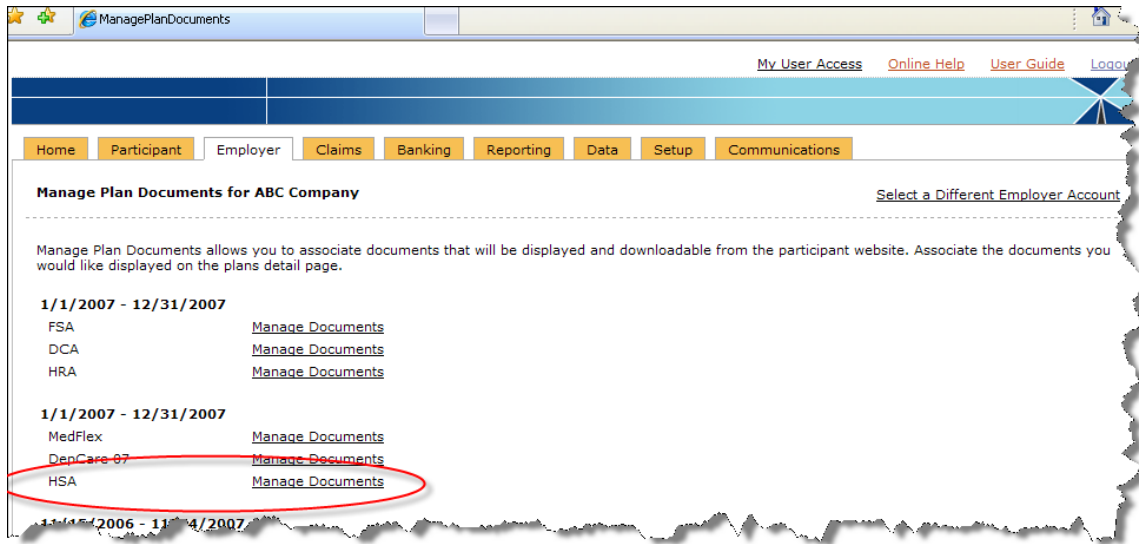 ManagePlanDocuments
My User Access Online Help User Guide
Home Participant Employer Claims Banking Reporting Data Setup Communications
Manage Plan Documents for ABC Company
Select a Different Employer Account
Manage Plan Documents allows you to associate documents that will be displayed and downloadable from the participant website. Associate the documents you
would like displayed on the plans detail page.
1/1/2007 - 12/31/2007
FSA Manage Documents
DCA Manage Documents
HRA Manage Documents
1/1/2007 - 12/31/2007
MedFlex Manage Documents
DepCare 07 Manage Documents
HSA Manage Documents